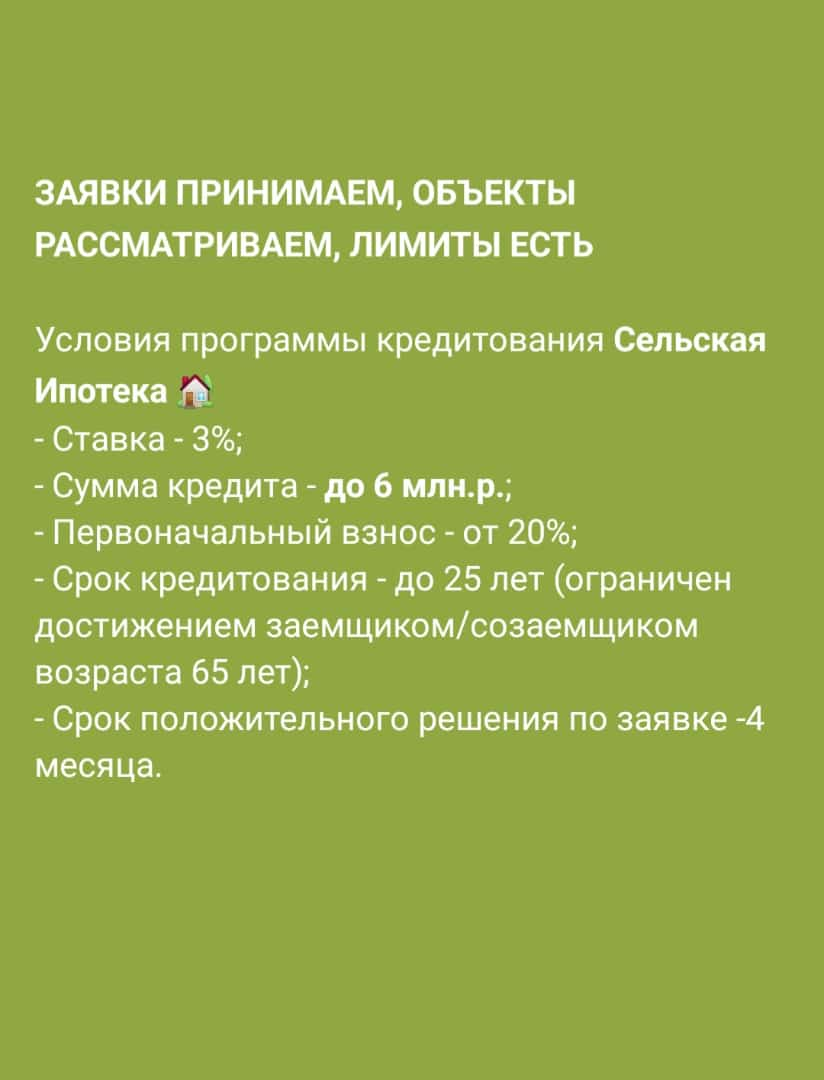 ЗАЯВКИ ПРИНИМАЕМ, ОБЪЕКТЫ
РАССМАТРИВАЕМ, ЛИМИТЫ ЕСТЬ
Условия программы кредитования Сельская
Ипотека 🏡
- Ставка - 3%;
- Сумма кредита - до 6 млн.р.;
- Первоначальный взнос - от 20%;
- Срок кредитования - до 25 лет (ограничен
достижением заемщиком/созаемщиком
возраста 65 лет);
- Срок положительного решения по заявке -4
месяца.